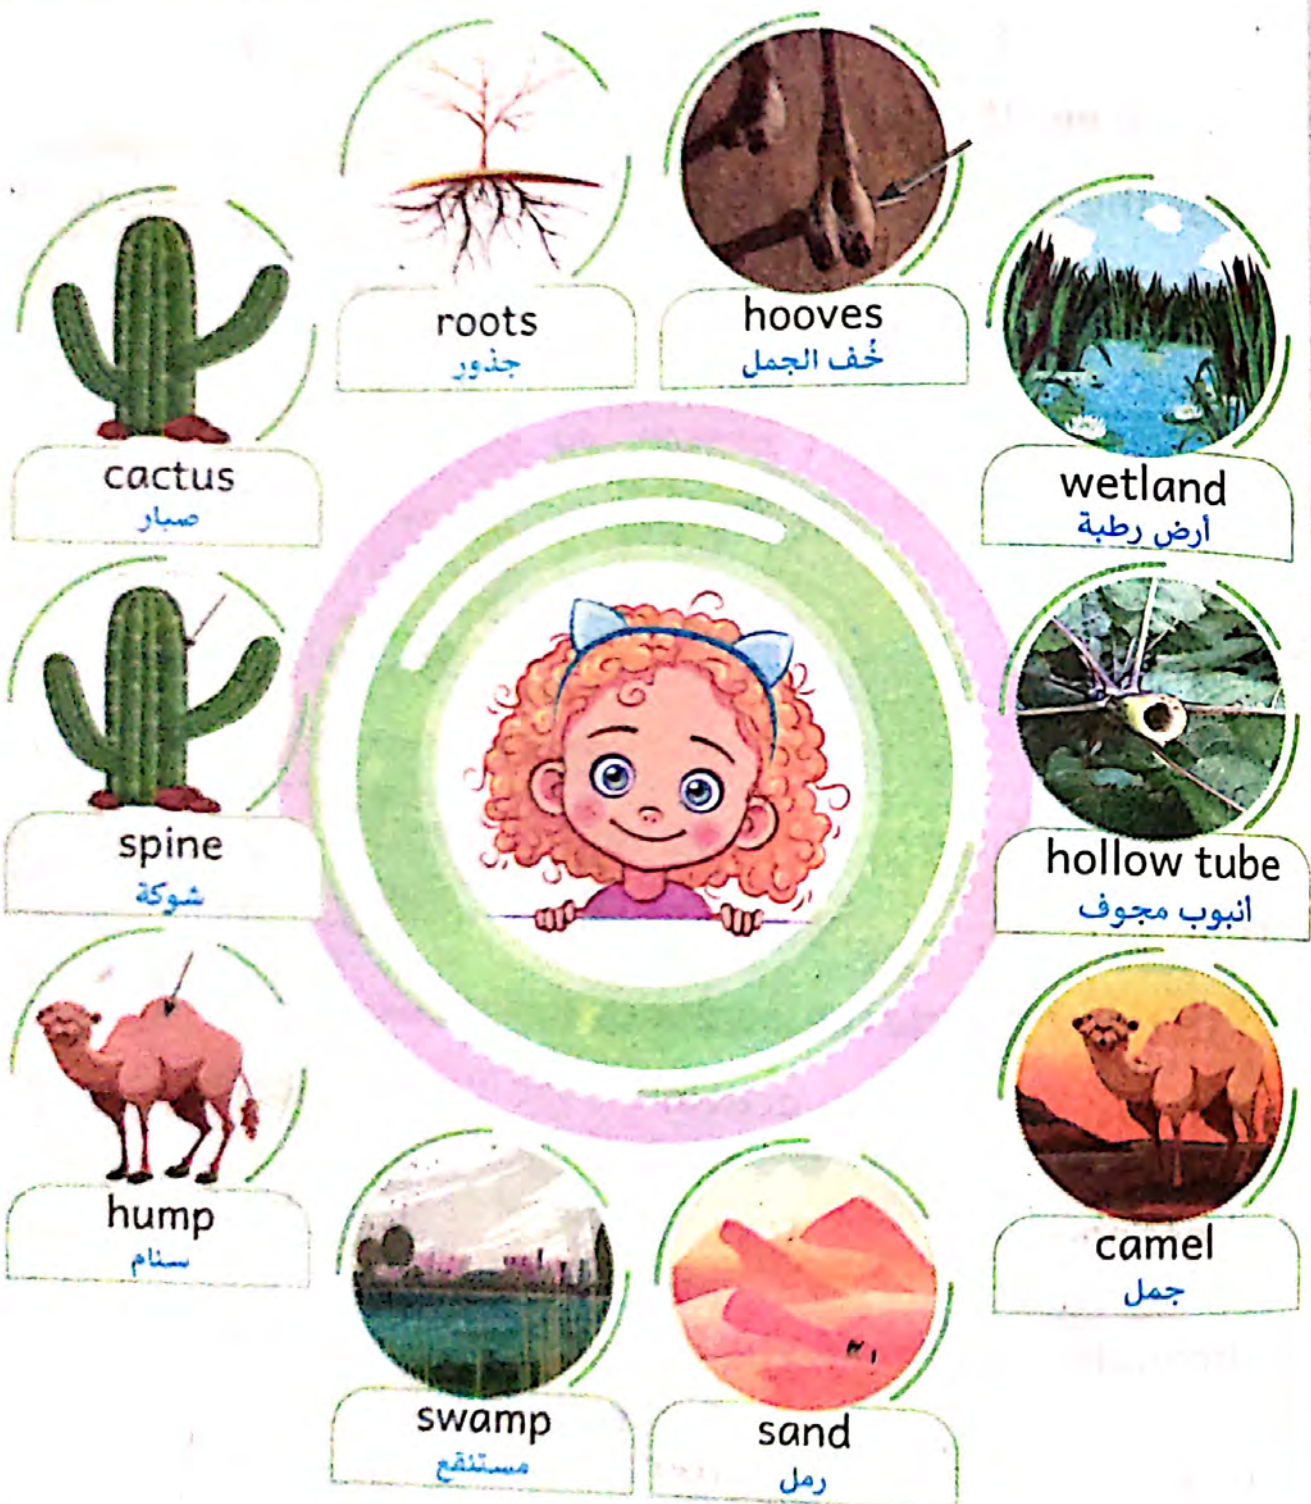 roots
جذور
hooves
خُف الجمل
cactus
صبار
wetland
أرض رطبة
spine
شوكة
hollow tube
انبوب مجوف
hump
سنام
camel
جمل
swamp
مستنقع
sand
رمل